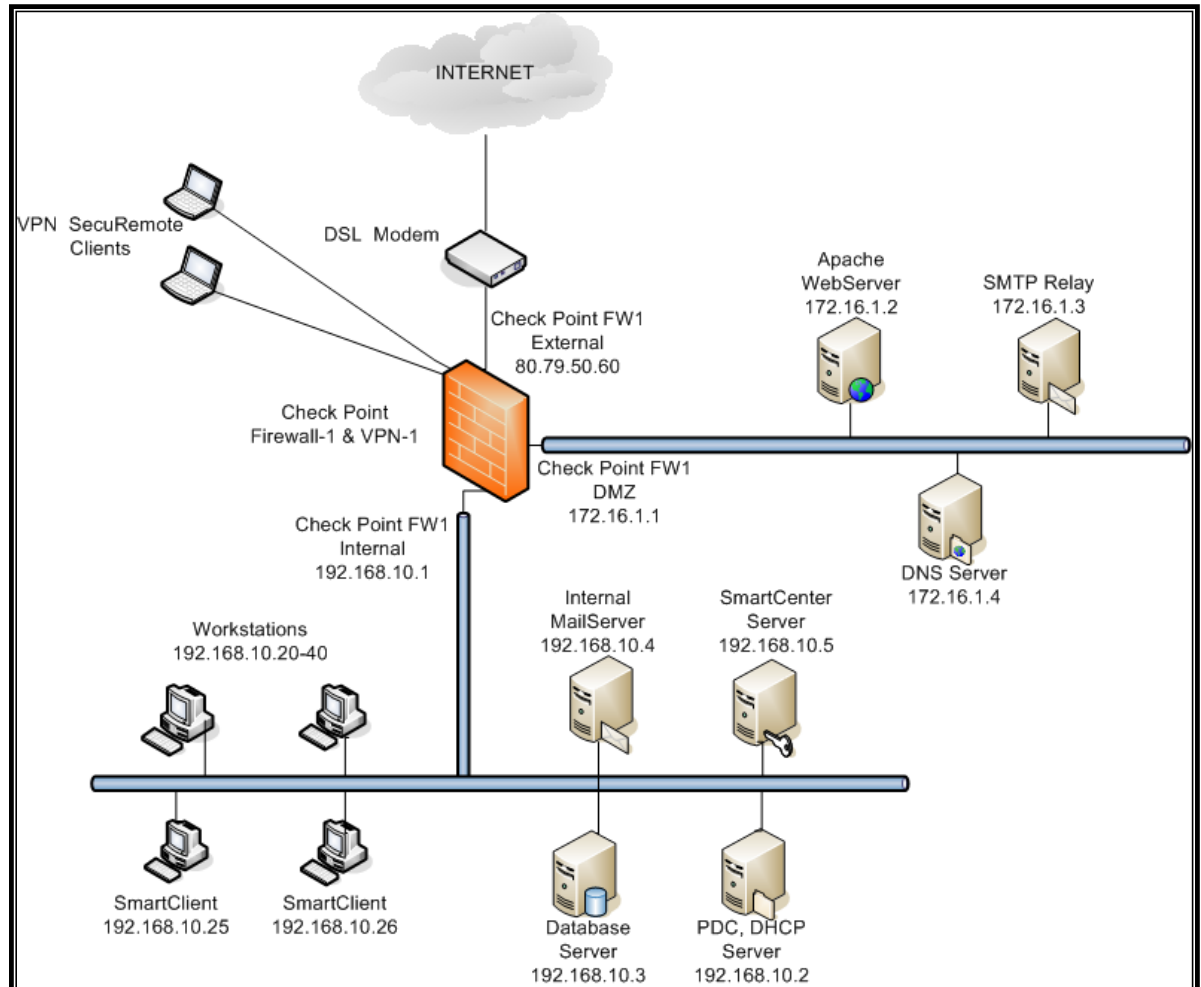 INTERNET
VPN SecuRemote
Clients
DSL Modem
Apache
WebServer
172.16.1.2
SMTP Relay
172.16.1.3
Check Point FW1
External
80.79.50.60
Check Point
Firewall-1 & VPN-1
Check Point FW1
DMZ
172.16.1.1
Check Point FW1
Internal
192.168.10.1
DNS Server
172.16.1.4
Workstations
192.168.10.20-40
Internal
MailServer
192.168.10.4
SmartCenter
Server
192.168.10.5
SmartClient
192.168.10.25
SmartClient
192.168.10.26
Database
Server
192.168.10.3
PDC, DHCP
Server
192.168.10.2